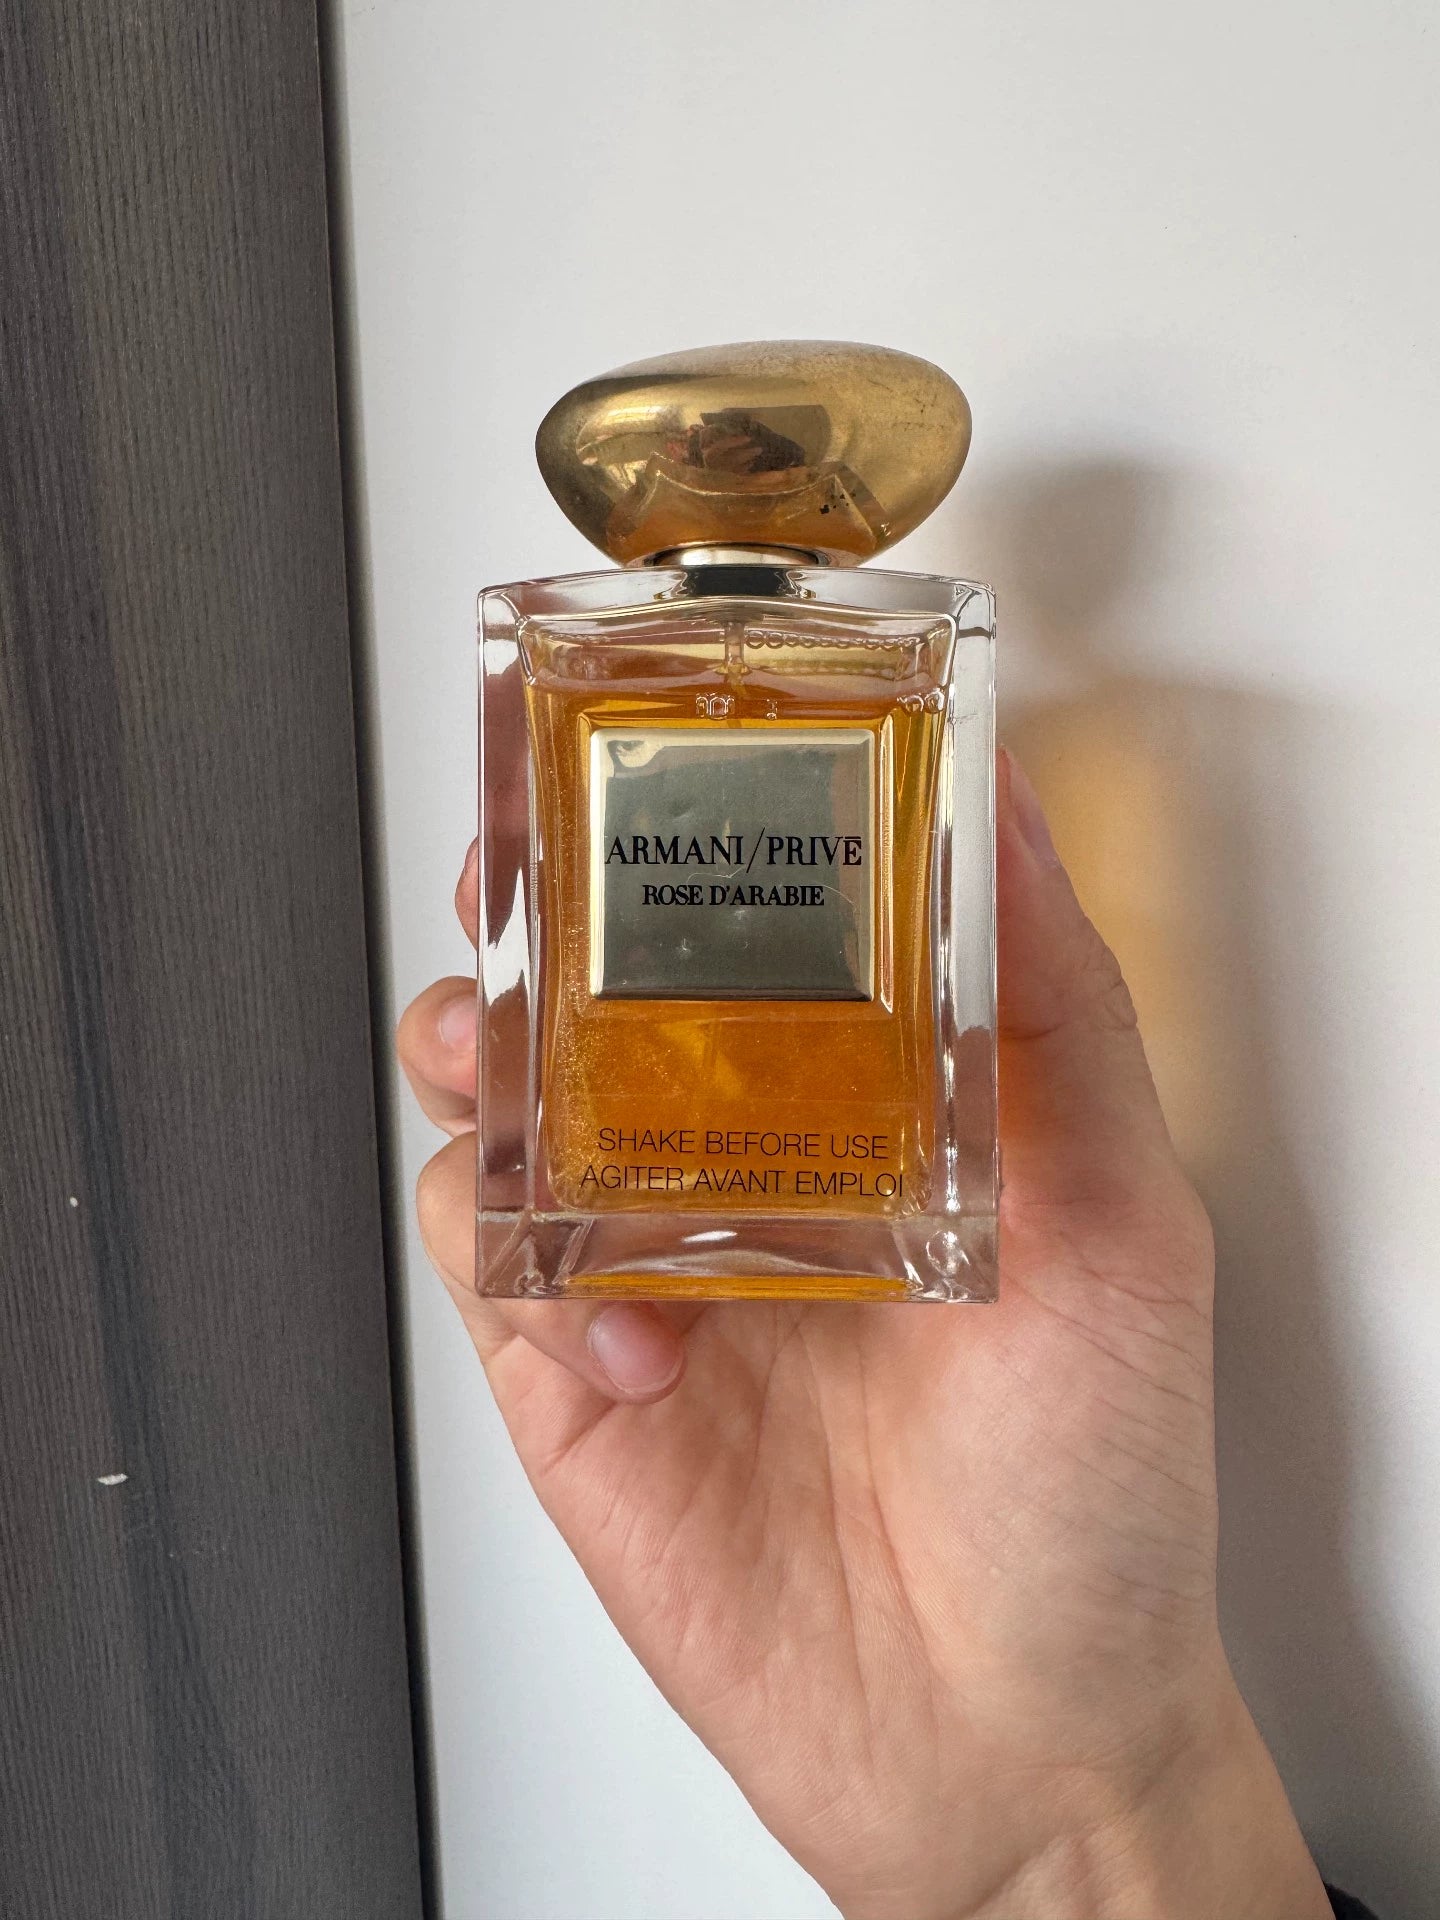 ARMANI/PRIVĒ
ROSE D'ARABIE
SHAKE BEFORE USE
AGITER AVANT EMPLOI